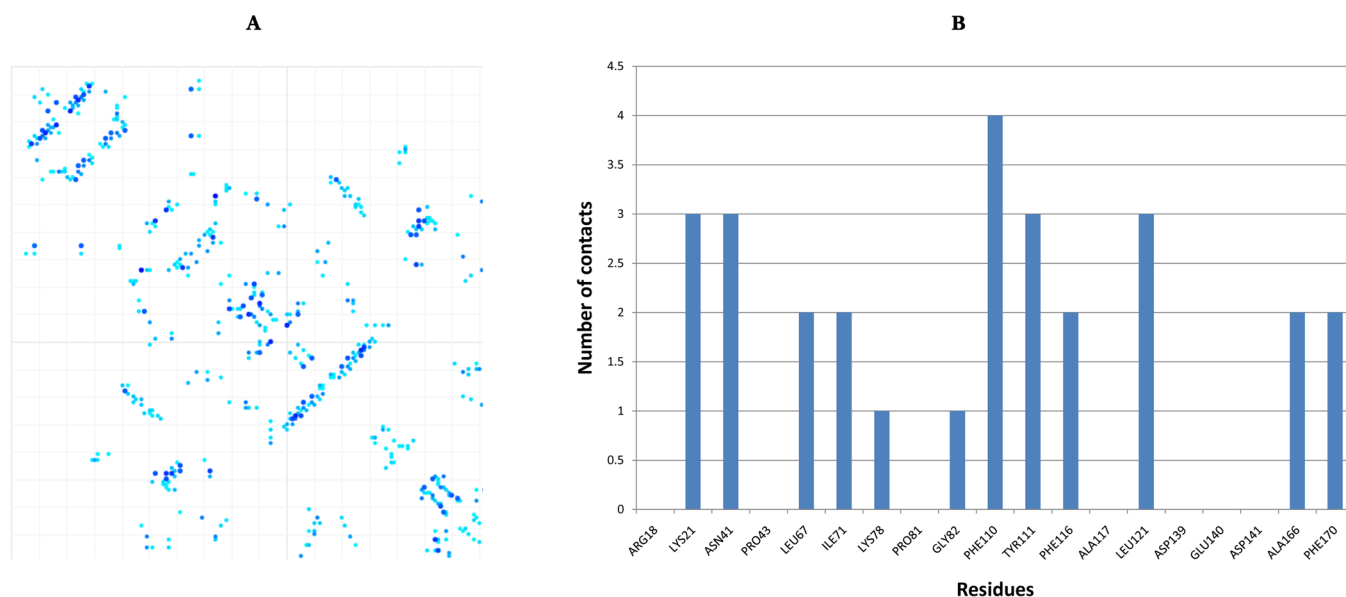 A
B
4.5
4
3.5
3
2.5
2
1.5
1
0.5
0
Number of contacts
ARG18
LYS21
ASN41
PRO43
LEU67
ILE71
LYS78
PRO81
GLY82
PHE110
TYR111
PHE116
ALA117
LEU121
ASP139
GLU140
ASP141
ALA166
PHE170
Residues